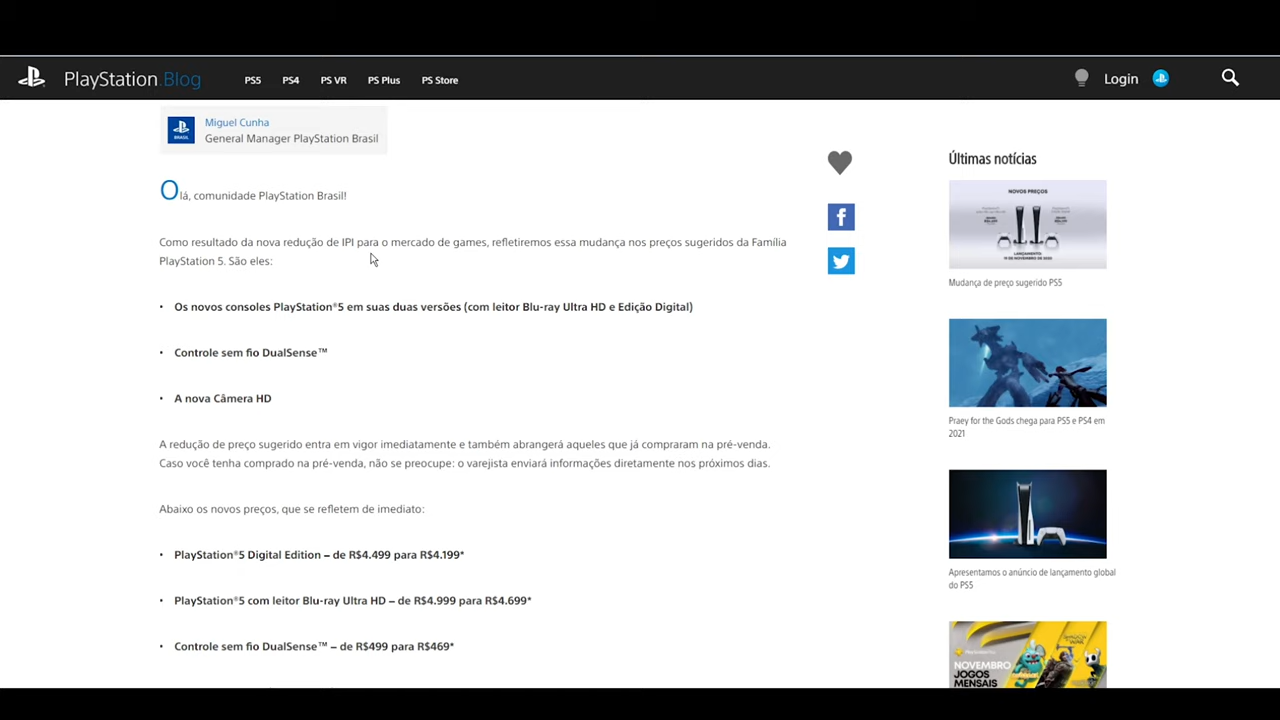 PlayStation.Blog
PS5
PS4
PS VR
PS Plus
PS Store
Login
BRASIL
Miguel Cunha
General Manager PlayStation Brasil
Olá, comunidade PlayStation Brasil!
Como resultado da nova redução de IPI para o mercado de games, refletiremos essa mudança nos preços sugeridos da Família
PlayStation 5. São eles:
• Os novos consoles PlayStation®5 em suas duas versões (com leitor Blu-ray Ultra HD e Edição Digital)
• Controle sem fio DualSense™
• A nova Câmera HD
A redução de preço sugerido entra em vigor imediatamente e também abrangerá aqueles que já compraram na pré-venda.
Caso você tenha comprado na pré-venda, não se preocupe: o varejista enviará informações diretamente nos próximos dias.
Abaixo os novos preços, que se refletem de imediato:
• PlayStation®5 Digital Edition – de R$4.499 para R$4.199*
• PlayStation®5 com leitor Blu-ray Ultra HD – de R$4.999 para R$4.699*
• Controle sem fio DualSense™ – de R$499 para R$469*
Últimas notícias
NOVOS PREÇOS
LANÇAMENTO:
Mudança de preço sugerido PS5
Praey for the Gods chega para PS5 e PS4 em
2021
Apresentamos o anúncio de lançamento global
do PS5
NOVEMBRO
JOGOS
MENSAIS